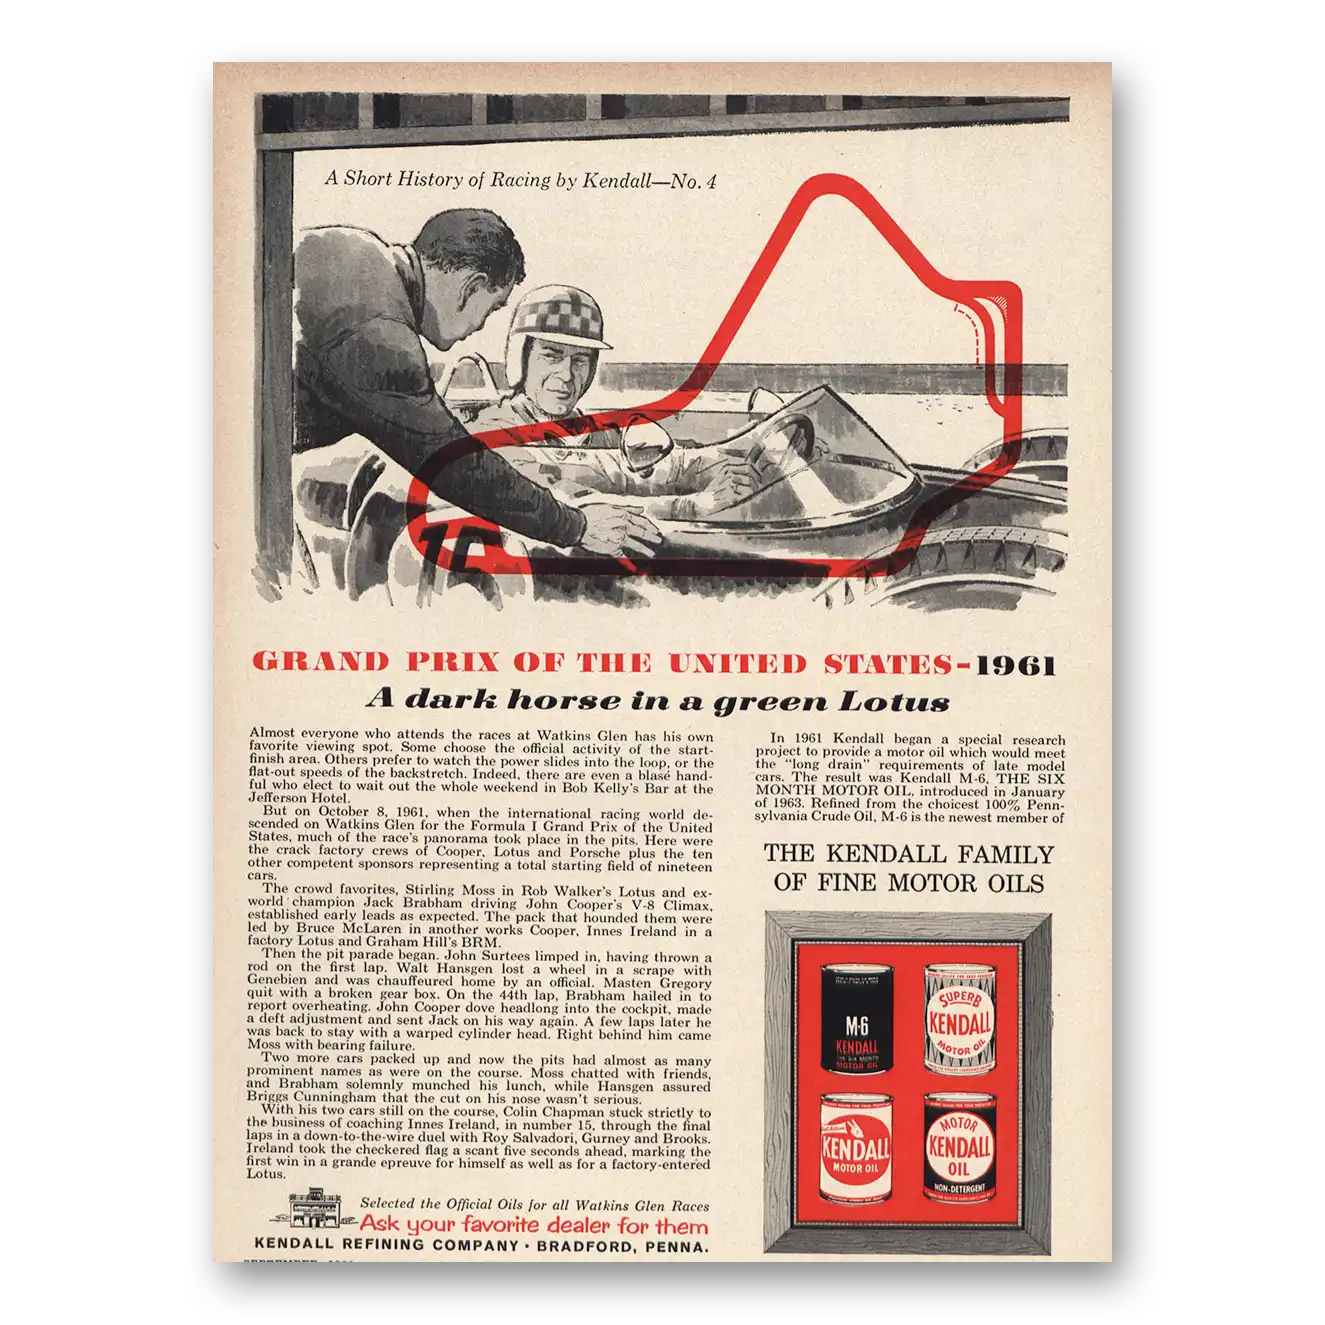 A Short History of Racing by Kendall—No. 4
15
GRAND PRIX OF THE UNITED STATES-1961
A dark horse in a green Lotus
Almost everyone who attends the races at Watkins Glen has his own
favorite viewing spot. Some choose the official activity of the start-
finish area. Others prefer to watch the power slides into the loop, or the
flat-out speeds of the backstretch. Indeed, there are even a blasé hand-
ful who elect to wait out the whole weekend in Bob Kelly's Bar at the
Jefferson Hotel.
But on October 8, 1961, when the international racing world de-
scended on Watkins Glen for the Formula I Grand Prix of the United
States, much of the race's panorama took place in the pits. Here were
the crack factory crews of Cooper, Lotus and Porsche plus the ten
other competent sponsors representing a total starting field of nineteen
cars.
The crowd favorites, Stirling Moss in Rob Walker's Lotus and ex-
world champion Jack Brabham driving John Cooper's V-8 Climax,
established early leads as expected. The pack that hounded them were
led by Bruce McLaren in another works Cooper, Innes Ireland in a
factory Lotus and Graham Hill's BRM.
Then the pit parade began. John Surtees limped in, having thrown a
rod on the first lap. Walt Hansgen lost a wheel in a scrape with
Genebien and was chauffeured home by an official. Masten Gregory
quit with a broken gear box. On the 44th lap, Brabham hailed in to
report overheating. John Cooper dove headlong into the cockpit, made
a deft adjustment and sent Jack on his way again. A few laps later he
was back to stay with a warped cylinder head. Right behind him came
Moss with bearing failure.
Two more cars packed up and now the pits had almost as many
prominent names as were on the course. Moss chatted with friends,
and Brabham solemnly munched his lunch, while Hansgen assured
Briggs Cunningham that the cut on his nose wasn't serious.
With his two cars still on the course, Colin Chapman stuck strictly to
the business of coaching Innes Ireland, in number 15, through the final
laps in a down-to-the-wire duel with Roy Salvadori, Gurney and Brooks.
Ireland took the checkered flag a scant five seconds ahead, marking the
first win in a grande epreuve for himself as well as for a factory-entered
Lotus.
Selected the Official Oils for all Watkins Glen Races
Ask your favorite dealer for them
KENDALL REFINING COMPANY · BRADFORD, PENNA.
In 1961 Kendall began a special research
project to provide a motor oil which would meet
the "long drain" requirements of late model
cars. The result was Kendall M-6, THE SIX
MONTH MOTOR OIL, introduced in January
of 1963. Refined from the choicest 100% Penn-
sylvania Crude Oil, M-6 is the newest member of
THE KENDALL FAMILY
OF FINE MOTOR OILS
M-6
KENDALL
THE SIX MONTH
MOTOR OIL
SUPERB
KENDALL
MOTOR OIL
KENDALL
MOTOR OIL
MOTOR
KENDALL
OIL
NON-DETERGENT